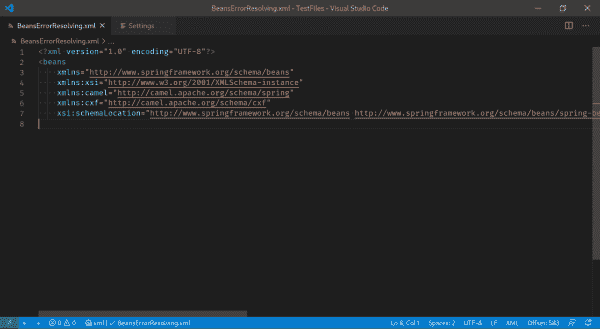 BeansErrorResolving.xml - TestFiles - Visual Studio Code
BeansErrorResolving.xml
Settings
BeansErrorResolving.xml > ...
1 <?xml version="1.0" encoding="UTF-8"?>
2 <beans
3 xmlns="http://www.springframework.org/schema/beans"
4 xmlns:xsi="http://www.w3.org/2001/XMLSchema-instance"
5 xmlns:camel="http://camel.apache.org/schema/spring"
6 xmlns:cxf="http://camel.apache.org/schema/cxf"
7 xsi:schemaLocation="http://www.springframework.org/schema/beans http://www.springframework.org/schema/beans/spring-be
8
0 0 xml | ✓ BeansErrorResolving.xml Ln 8, Col 1 Spaces: 2 UTF-8 LF XML